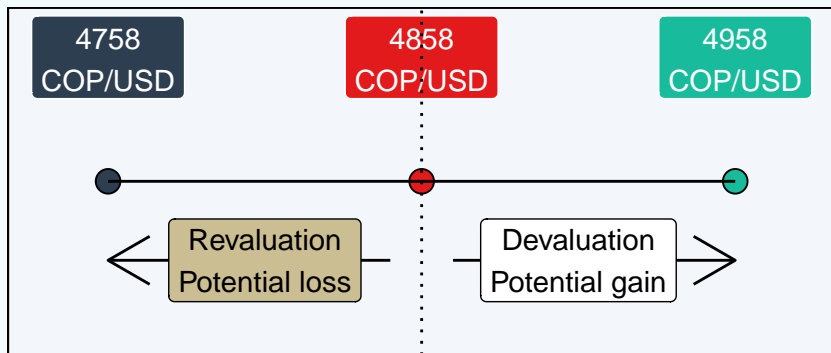 4758
COP/USD
4858
COP/USD
4958
COP/USD
Revaluation
Potential loss
Devaluation
Potential gain